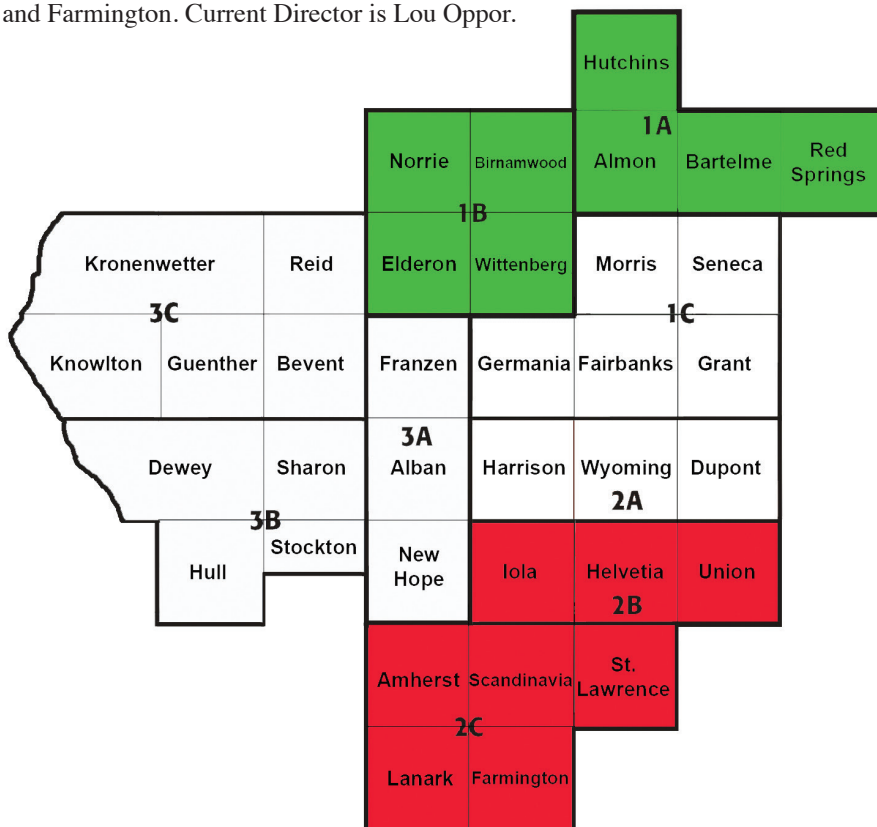 and Farmington. Current Director is Lou Oppor.
Hutchins
1A
Norrie Birnamwood Almon Bartelme Red
Springs
1B
Kronenwetter Reid Elderon Wittenberg Morris Seneca
3C 1C
Knowlton Guenther Bevent Franzen Germania Fairbanks Grant
3A
Dewey Sharon Alban Harrison Wyoming Dupont
2A
3B
Stockton
Hull New
Hope Iola Helvetia Union
2B
Amherst Scandinavia St.
Lawrence
2C
Lanark Farmington